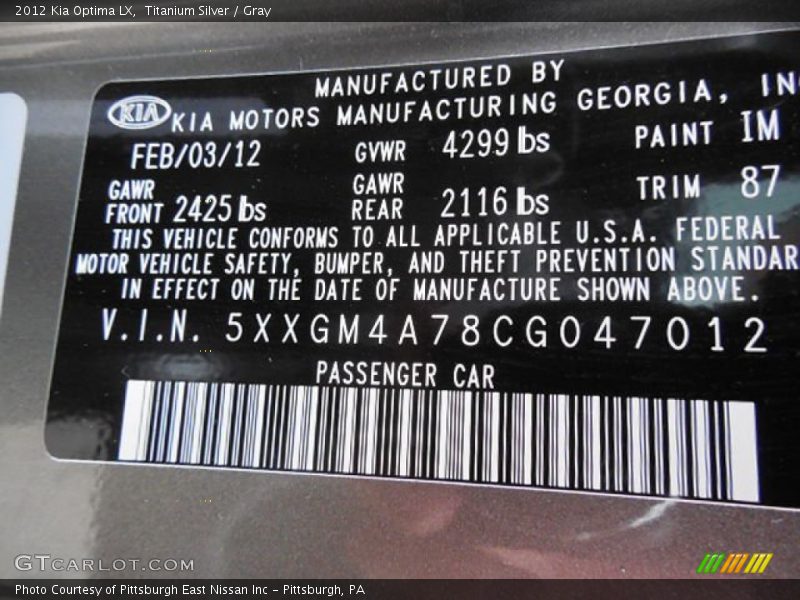 2012 Kia Optima LX, Titanium Silver / Gray
MANUFACTURED BY
KIA KIA MOTORS MANUFACTURING GEORGIA, IN
FEB/03/12 GVWR 4299 lbs PAINT IM
GAWR FRONT 2425 lbs GAWR REAR 2116 lbs TRIM 87
THIS VEHICLE CONFORMS TO ALL APPLICABLE U.S.A. FEDERAL
MOTOR VEHICLE SAFETY, BUMPER, AND THEFT PREVENTION STANDAR
IN EFFECT ON THE DATE OF MANUFACTURE SHOWN ABOVE.
V.I.N. 5XXGM4A78CG047012
PASSENGER CAR
GTCARLOT.COM
Photo Courtesy of Pittsburgh East Nissan Inc - Pittsburgh, PA